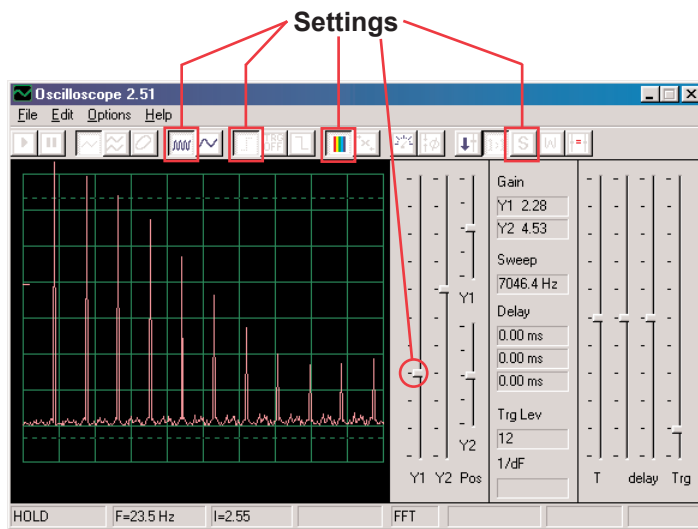 Settings
Oscilloscope 2.51
File Edit Options Help
TRG OFF
S
Gain
Y1 2.28
Y2 4.53
Sweep
7046.4 Hz
Y1
Delay
0.00 ms
0.00 ms
0.00 ms
Trg Lev
12
Y2
1/dF
Y1 Y2 Pos
T delay Trg
HOLD F=23.5 Hz I=2.55 FFT